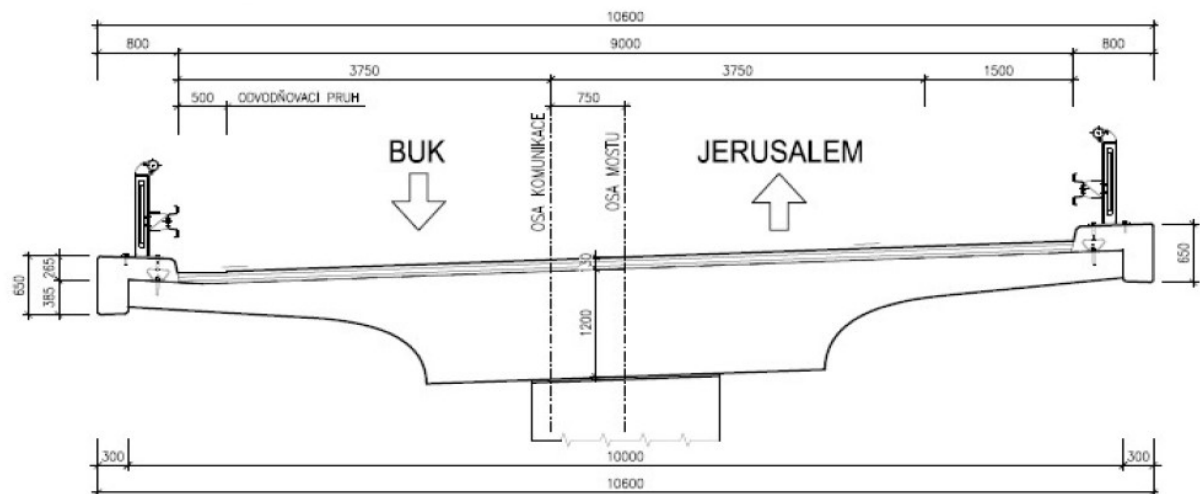 10600
800 9000 800
3750 3750 1500
500 ODVODŇOVACÍ PRUH 750
BUK
JERUSALEM
OSA KOMUNIKACE
OSA MOSTU
650 265 385
130
1200
650
300 10000 300
10600